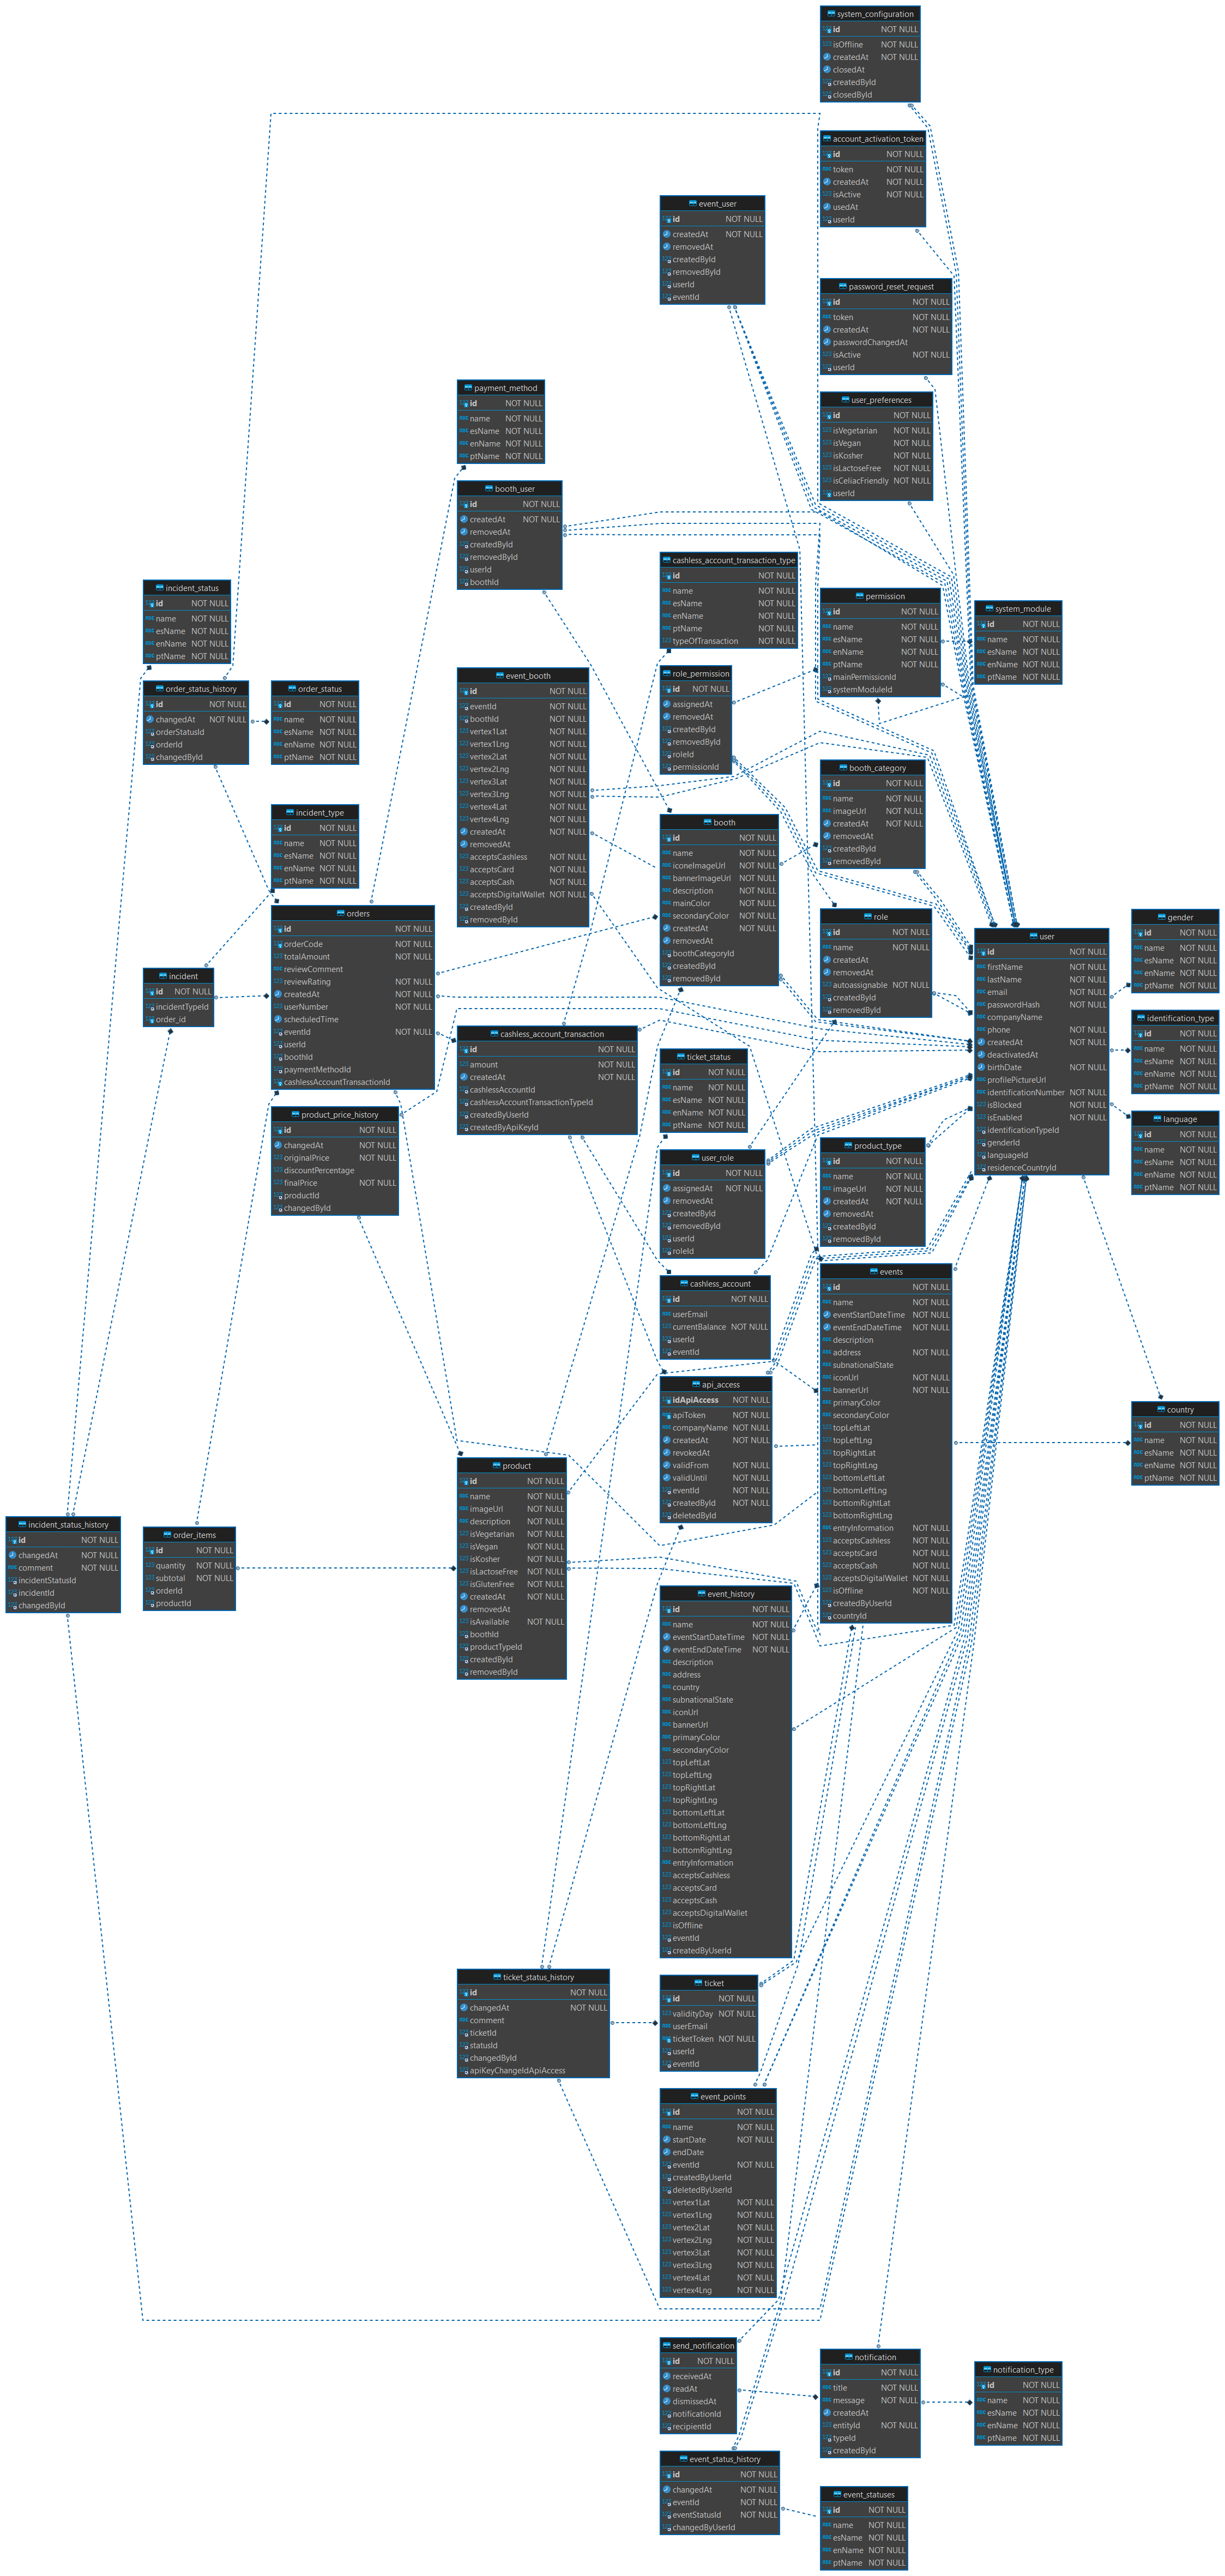 system_configuration
id NOT NULL
isOffline NOT NULL
createdAt NOT NULL
closedAt
createdById
closedById
account_activation_token
id NOT NULL
token NOT NULL
createdAt NOT NULL
isActive NOT NULL
usedAt
userId
event_user
id NOT NULL
createdAt NOT NULL
removedAt
createdById
removedById
userId
eventId
password_reset_request
id NOT NULL
token NOT NULL
createdAt NOT NULL
passwordChangedAt
isActive NOT NULL
userId
payment_method
id NOT NULL
name NOT NULL
esName NOT NULL
enName NOT NULL
ptName NOT NULL
user_preferences
id NOT NULL
isVegetarian NOT NULL
isVegan NOT NULL
isKosher NOT NULL
isLactoseFree NOT NULL
isCeliacFriendly NOT NULL
userId
booth_user
id NOT NULL
createdAt NOT NULL
removedAt
createdById
removedById
userId
boothId
cashless_account_transaction_type
id NOT NULL
name NOT NULL
esName NOT NULL
enName NOT NULL
ptName NOT NULL
typeOfTransaction NOT NULL
incident_status
id NOT NULL
name NOT NULL
esName NOT NULL
enName NOT NULL
ptName NOT NULL
permission
id NOT NULL
name NOT NULL
esName NOT NULL
enName NOT NULL
ptName NOT NULL
mainPermissionId
systemModuleId
system_module
id NOT NULL
name NOT NULL
esName NOT NULL
enName NOT NULL
ptName NOT NULL
order_status_history
id NOT NULL
changedAt NOT NULL
orderStatusId
orderId
changedById
order_status
id NOT NULL
name NOT NULL
esName NOT NULL
enName NOT NULL
ptName NOT NULL
event_booth
id NOT NULL
eventId NOT NULL
boothId NOT NULL
vertex1Lat NOT NULL
vertex1Lng NOT NULL
vertex2Lat NOT NULL
vertex2Lng NOT NULL
vertex3Lat NOT NULL
vertex3Lng NOT NULL
vertex4Lat NOT NULL
vertex4Lng NOT NULL
createdAt NOT NULL
removedAt
acceptsCashless NOT NULL
acceptsCard NOT NULL
acceptsCash NOT NULL
acceptsDigitalWallet NOT NULL
createdById
removedById
role_permission
id NOT NULL
assignedAt
removedAt
createdById
removedById
roleId
permissionId
booth_category
id NOT NULL
name NOT NULL
imageUrl NOT NULL
createdAt NOT NULL
removedAt
createdById
removedById
incident_type
id NOT NULL
name NOT NULL
esName NOT NULL
enName NOT NULL
ptName NOT NULL
booth
id NOT NULL
name NOT NULL
iconeImageUrl NOT NULL
bannerImageUrl NOT NULL
description NOT NULL
mainColor NOT NULL
secondaryColor NOT NULL
createdAt NOT NULL
removedAt
boothCategoryId
createdById
removedById
orders
id NOT NULL
orderCode NOT NULL
totalAmount NOT NULL
reviewComment
reviewRating NOT NULL
createdAt NOT NULL
userNumber NOT NULL
scheduledTime
eventId NOT NULL
userId
boothId
paymentMethodId
cashlessAccountTransactionId
role
id NOT NULL
name NOT NULL
createdAt
removedAt
autoassignable NOT NULL
createdById
removedById
user
id NOT NULL
firstName NOT NULL
lastName NOT NULL
email NOT NULL
passwordHash NOT NULL
companyName
phone NOT NULL
createdAt NOT NULL
deactivatedAt
birthDate NOT NULL
profilePictureUrl
identificationNumber NOT NULL
isBlocked NOT NULL
isEnabled NOT NULL
identificationTypeId
genderId
languageId
residenceCountryId
gender
id NOT NULL
name NOT NULL
esName NOT NULL
enName NOT NULL
ptName NOT NULL
incident
id NOT NULL
incidentTypeId
order_id
identification_type
id NOT NULL
name NOT NULL
esName NOT NULL
enName NOT NULL
ptName NOT NULL
cashless_account_transaction
id NOT NULL
amount NOT NULL
createdAt NOT NULL
cashlessAccountId
cashlessAccountTransactionTypeId
createdByUserId
createdByApiKeyId
ticket_status
id NOT NULL
name NOT NULL
esName NOT NULL
enName NOT NULL
ptName NOT NULL
product_price_history
id NOT NULL
changedAt NOT NULL
originalPrice NOT NULL
discountPercentage
finalPrice NOT NULL
productId
changedById
language
id NOT NULL
name NOT NULL
esName NOT NULL
enName NOT NULL
ptName NOT NULL
user_role
id NOT NULL
assignedAt NOT NULL
removedAt
createdById
removedById
userId
roleId
product_type
id NOT NULL
name NOT NULL
imageUrl NOT NULL
createdAt NOT NULL
removedAt
createdById
removedById
cashless_account
id NOT NULL
userEmail
currentBalance NOT NULL
userId
eventId
events
id NOT NULL
name NOT NULL
eventStartDateTime NOT NULL
eventEndDateTime NOT NULL
description
address NOT NULL
subnationalState
iconUrl NOT NULL
bannerUrl NOT NULL
primaryColor
secondaryColor
topLeftLat
topLeftLng
topRightLat
topRightLng
bottomLeftLat
bottomLeftLng
bottomRightLat
bottomRightLng
entryInformation NOT NULL
acceptsCashless NOT NULL
acceptsCard NOT NULL
acceptsCash NOT NULL
acceptsDigitalWallet NOT NULL
isOffline NOT NULL
createdByUserId
countryId
api_access
idApiAccess NOT NULL
apiToken NOT NULL
companyName NOT NULL
createdAt NOT NULL
revokedAt
validFrom NOT NULL
validUntil NOT NULL
eventId NOT NULL
createdById NOT NULL
deletedById
country
id NOT NULL
name NOT NULL
esName NOT NULL
enName NOT NULL
ptName NOT NULL
product
id NOT NULL
name NOT NULL
imageUrl NOT NULL
description NOT NULL
isVegetarian NOT NULL
isVegan NOT NULL
isKosher NOT NULL
isLactoseFree NOT NULL
isGlutenFree NOT NULL
createdAt NOT NULL
removedAt
isAvailable NOT NULL
boothId
productTypeId
createdById
removedById
incident_status_history
id NOT NULL
changedAt NOT NULL
comment NOT NULL
incidentStatusId
incidentId
changedById
order_items
id NOT NULL
quantity NOT NULL
subtotal NOT NULL
orderId
productId
event_history
id NOT NULL
name NOT NULL
eventStartDateTime NOT NULL
eventEndDateTime NOT NULL
description
address
country
subnationalState
iconUrl
bannerUrl
primaryColor
secondaryColor
topLeftLat
topLeftLng
topRightLat
topRightLng
bottomLeftLat
bottomLeftLng
bottomRightLat
bottomRightLng
entryInformation
acceptsCashless
acceptsCard
acceptsCash
acceptsDigitalWallet
isOffline
eventId
createdByUserId
ticket_status_history
id NOT NULL
changedAt NOT NULL
comment
ticketId
statusId
changedById
apiKeyChangeIdApiAccess
ticket
id NOT NULL
validityDay NOT NULL
userEmail
ticketToken NOT NULL
userId
eventId
event_points
id NOT NULL
name NOT NULL
startDate NOT NULL
endDate
eventId NOT NULL
createdByUserId
deletedByUserId
vertex1Lat NOT NULL
vertex1Lng NOT NULL
vertex2Lat NOT NULL
vertex2Lng NOT NULL
vertex3Lat NOT NULL
vertex3Lng NOT NULL
vertex4Lat NOT NULL
vertex4Lng NOT NULL
send_notification
id NOT NULL
receivedAt
readAt
dismissedAt
notificationId
recipientId
notification
id NOT NULL
title NOT NULL
message NOT NULL
createdAt
entityId NOT NULL
typeId
createdById
notification_type
id NOT NULL
name NOT NULL
esName NOT NULL
enName NOT NULL
ptName NOT NULL
event_status_history
id NOT NULL
changedAt NOT NULL
eventId NOT NULL
eventStatusId NOT NULL
changedByUserId
event_statuses
id NOT NULL
name NOT NULL
esName NOT NULL
enName NOT NULL
ptName NOT NULL